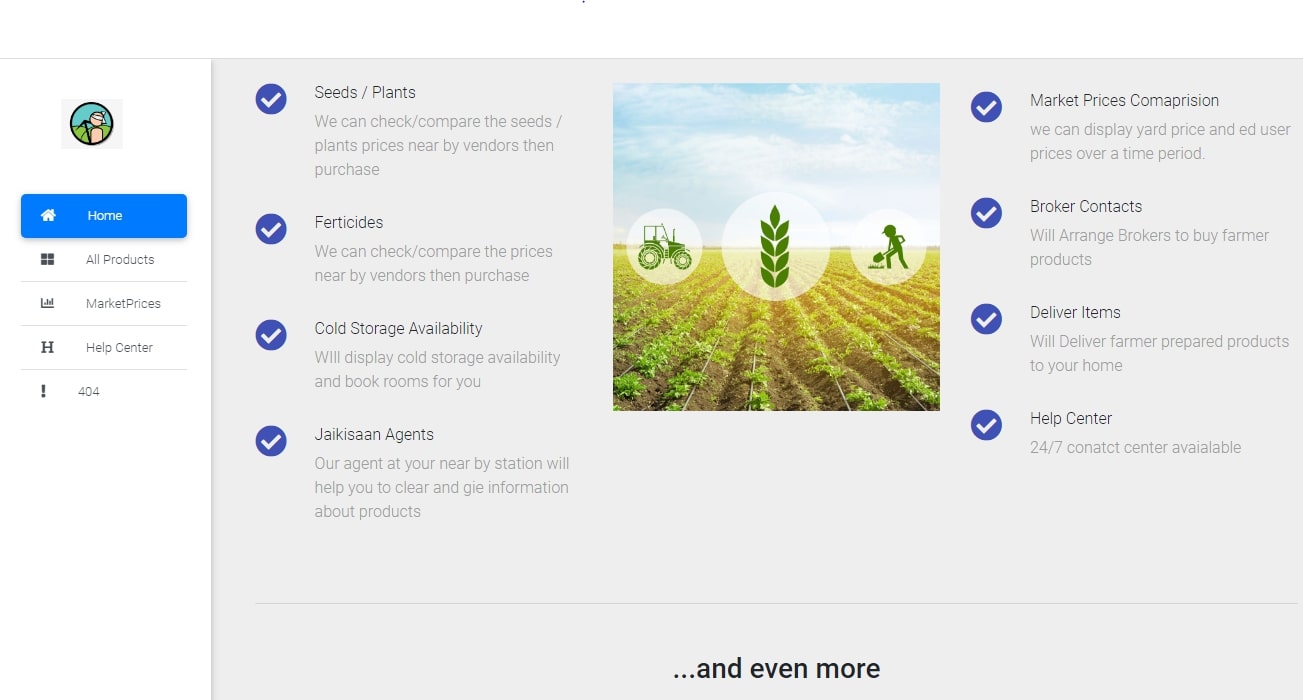 Home
All Products
MarketPrices
Help Center
404
Seeds / Plants
We can check/compare the seeds /
plants prices near by vendors then
purchase
Ferticides
We can check/compare the prices
near by vendors then purchase
Cold Storage Availability
WIll display cold storage availability
and book rooms for you
Jaikisaan Agents
Our agent at your near by station will
help you to clear and gie information
about products
Market Prices Comaprision
we can display yard price and ed user
prices over a time period.
Broker Contacts
Will Arrange Brokers to buy farmer
products
Deliver Items
Will Deliver farmer prepared products
to your home
Help Center
24/7 conatct center avaialable
...and even more